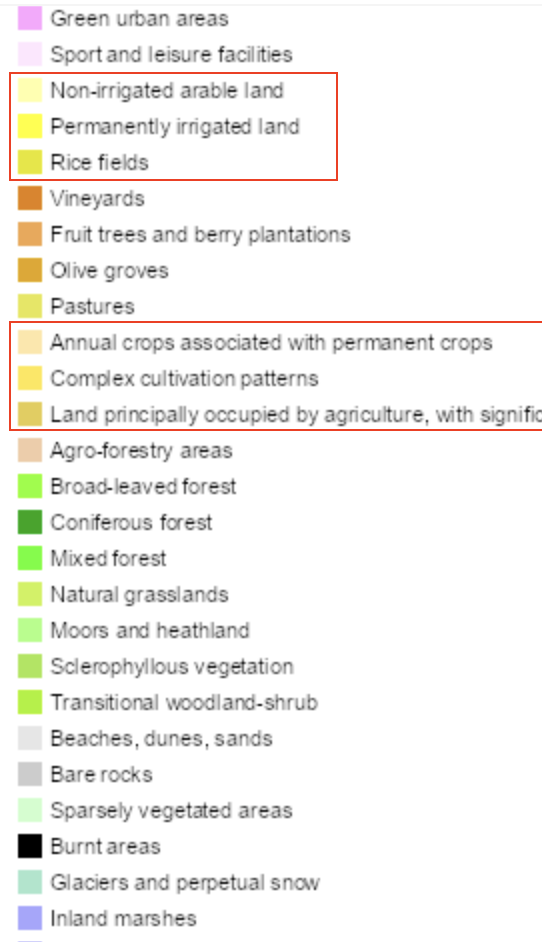 Green urban areas
Sport and leisure facilities
Non-irrigated arable land
Permanently irrigated land
Rice fields
Vineyards
Fruit trees and berry plantations
Olive groves
Pastures
Annual crops associated with permanent crops
Complex cultivation patterns
Land principally occupied by agriculture, with
Agro-forestry areas
Broad-leaved forest
Coniferous forest
Mixed forest
Natural grasslands
Moors and heathland
Sclerophyllous vegetation
Transitional woodland-shrub
Beaches, dunes, sands
Bare rocks
Sparsely vegetated areas
Burnt areas
Glaciers and perpetual snow
Inland marshes